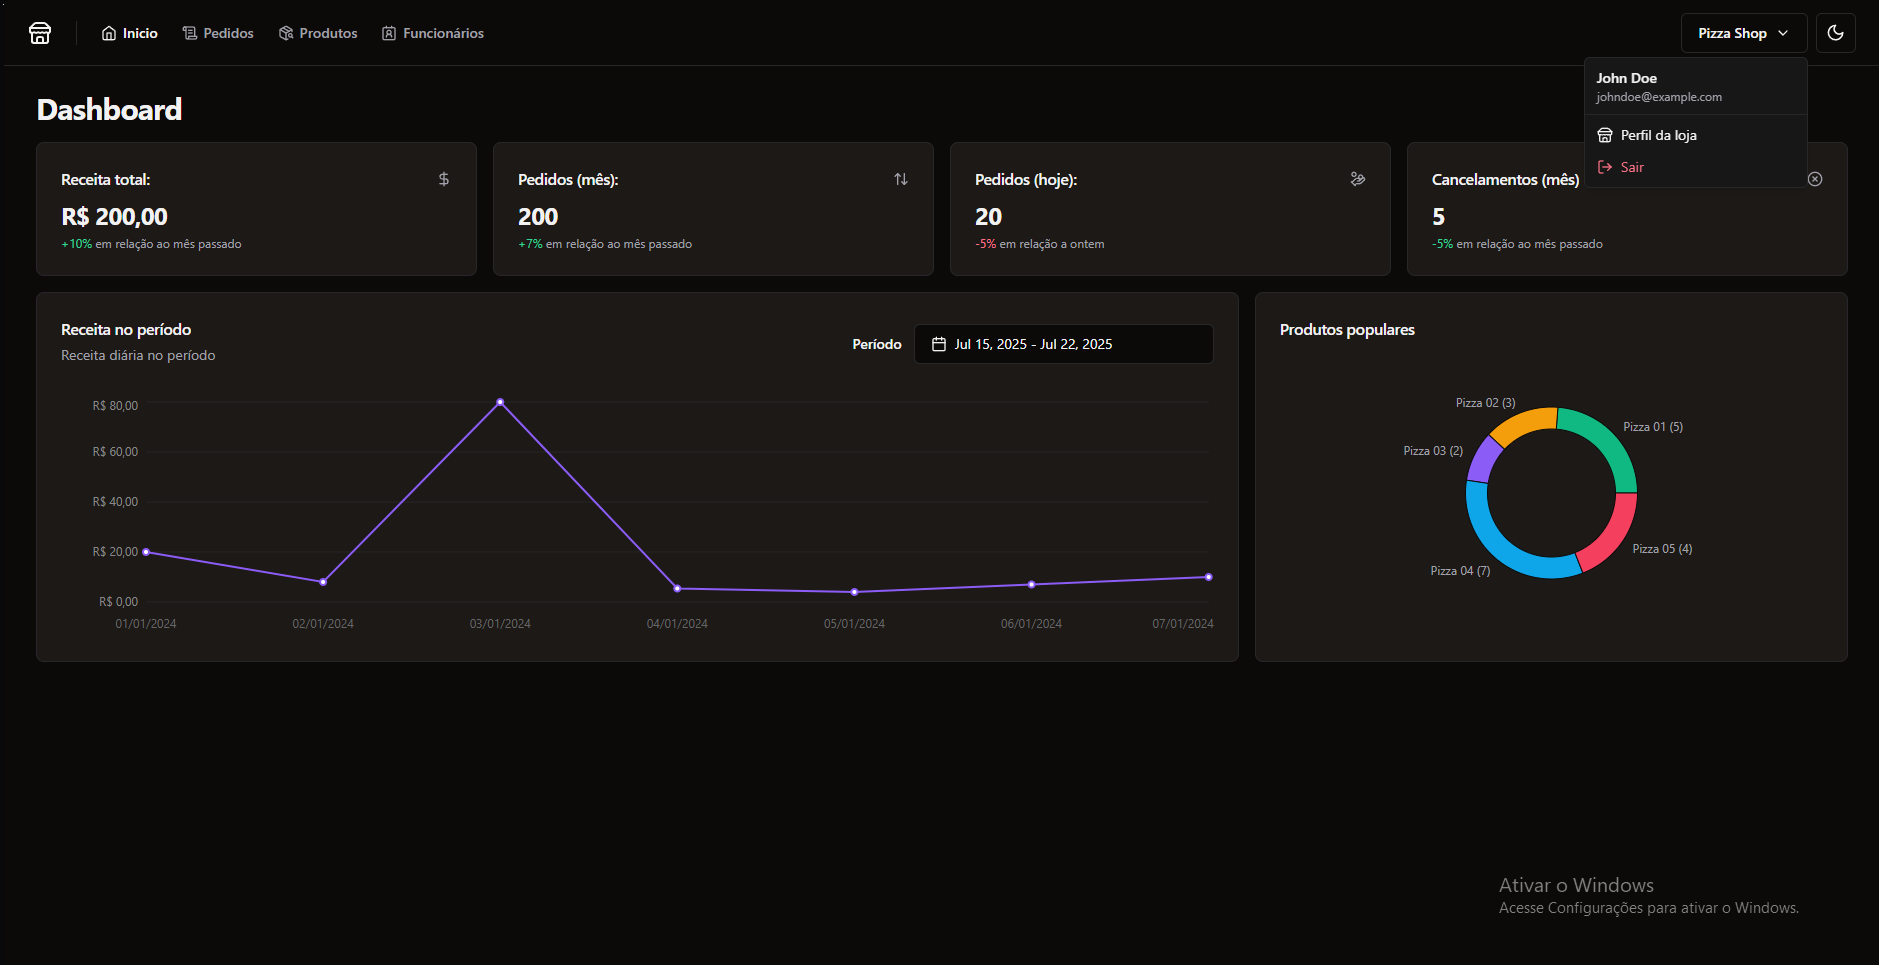 Inicio
Pedidos
Produtos
Funcionários
Pizza Shop
John Doe
johndoe@example.com
Perfil da loja
Sair
Dashboard
Receita total:
R$ 200,00
+10% em relação ao mês passado
Pedidos (mês):
200
+7% em relação ao mês passado
Pedidos (hoje):
20
-5% em relação a ontem
Cancelamentos (mês)
5
-5% em relação ao mês passado
Receita no período
Receita diária no período
Período
Jul 15, 2025 - Jul 22, 2025
R$ 80,00
R$ 60,00
R$ 40,00
R$ 20,00
R$ 0,00
01/01/2024
02/01/2024
03/01/2024
04/01/2024
05/01/2024
06/01/2024
07/01/2024
Produtos populares
Pizza 02 (3)
Pizza 01 (5)
Pizza 03 (2)
Pizza 05 (4)
Pizza 04 (7)
Ativar o Windows
Acesse Configurações para ativar o Windows.